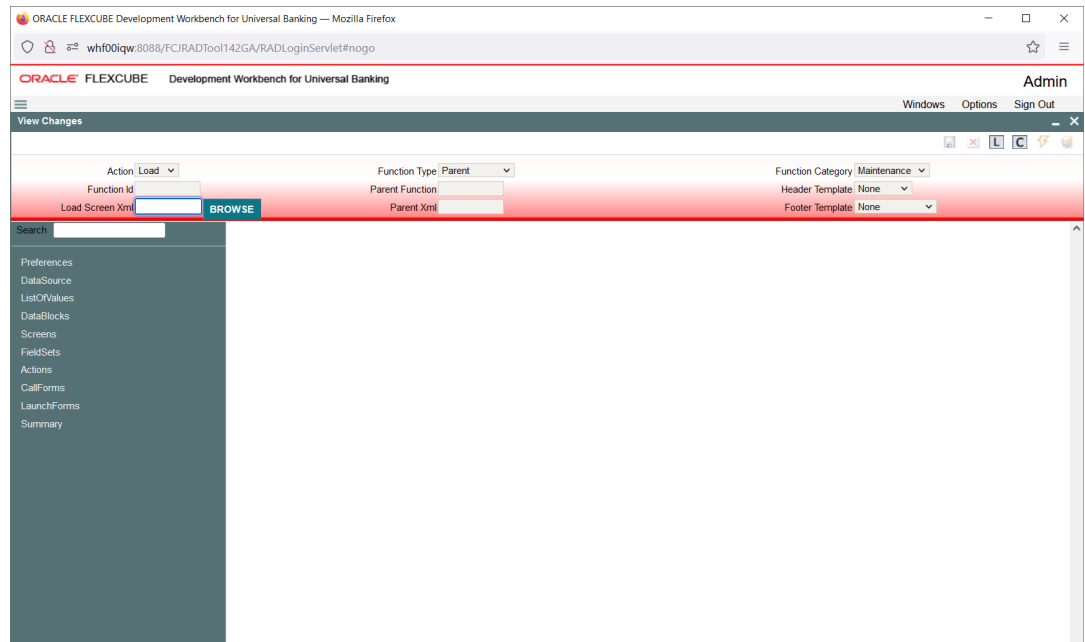 ORACLE FLEXCUBE Development Workbench for Universal Banking — Mozilla Firefox
whf00iqw:8088/FCJRADTool142GA/RADLoginServlet#nogo
ORACLE FLEXCUBE Development Workbench for Universal Banking Admin
Windows Options Sign Out
View Changes
L C
Action Load Function Type Parent Function Category Maintenance
Function Id Parent Function Header Template None
Load Screen Xml BROWSE Parent Xml Footer Template None
Search
Preferences
DataSource
ListOfValues
DataBlocks
Screens
FieldSets
Actions
CallForms
LaunchForms
Summary